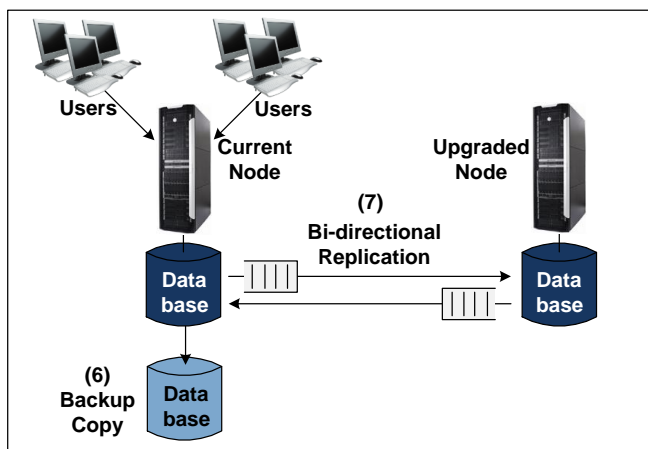 Users
Users
Current
Node
Upgraded
Node
(7)
Bi-directional
Replication
Data
base
Data
base
(6)
Backup
Copy
Data
base